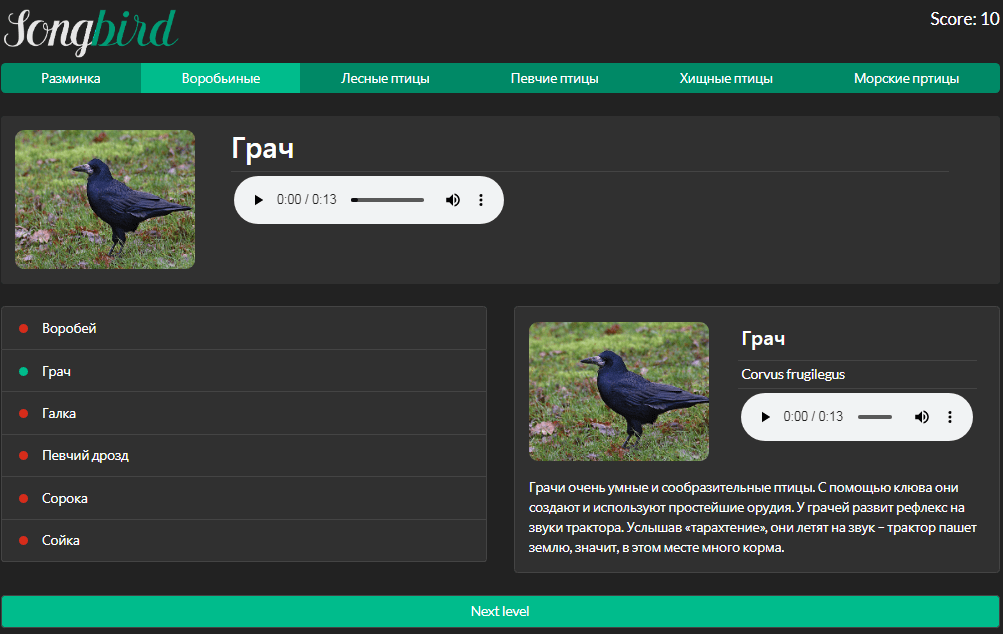 Songbird
Score: 10
Разминка Воробьиные Лесные птицы Певчие птицы Хищные птицы Морские пртицы
Грач
0:00 / 0:13
Воробей
Грач
Галка
Певчий дрозд
Сорока
Сойка
Грач
Corvus frugilegus
0:00 / 0:13
Грачи очень умные и сообразительные птицы. С помощью клюва они
создают и используют простейшие орудия. У грачей развит рефлекс на
звуки трактора. Услышав «тарахтение», они летят на звук – трактор пашет
землю, значит, в этом месте много корма.
Next level